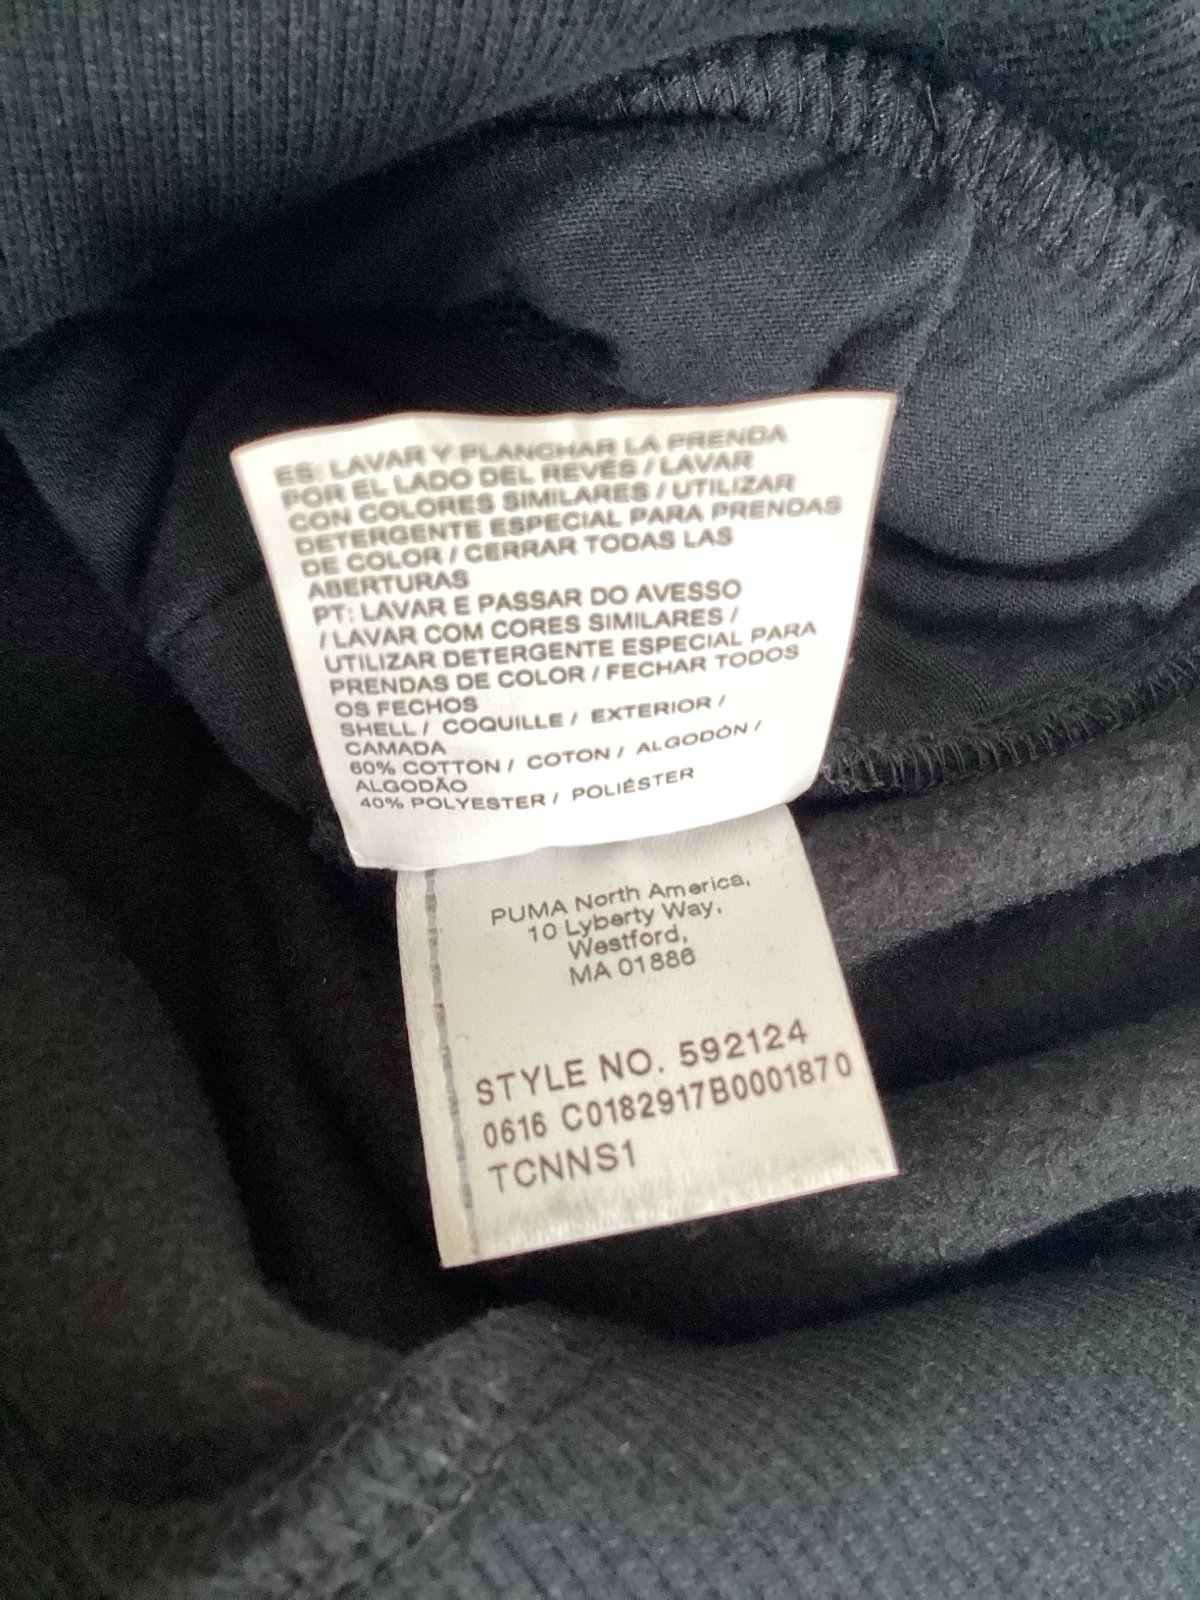 ES: LAVAR Y PLANCHAR LA PRENDA
POR EL LADO DEL REVÉS / LAVAR
CON COLORES SIMILARES / UTILIZAR
DETERGENTE ESPECIAL PARA PRENDAS
DE COLOR / CERRAR TODAS LAS
ABERTURAS
PT: LAVAR E PASSAR DO AVESSO
/ LAVAR COM CORES SIMILARES /
UTILIZAR DETERGENTE ESPECIAL PARA
PRENDAS DE COLOR / FECHAR TODOS
OS FECHOS
SHELL / COQUILLE / EXTERIOR /
CAMADA
60% COTTON / COTON / ALGODÓN /
ALGODÃO
40% POLYESTER / POLIÉSTER
PUMA North America,
10 Lyberty Way,
Westford,
MA 01886
STYLE NO. 592124
0616 C0182917B0001870
TCNNS1